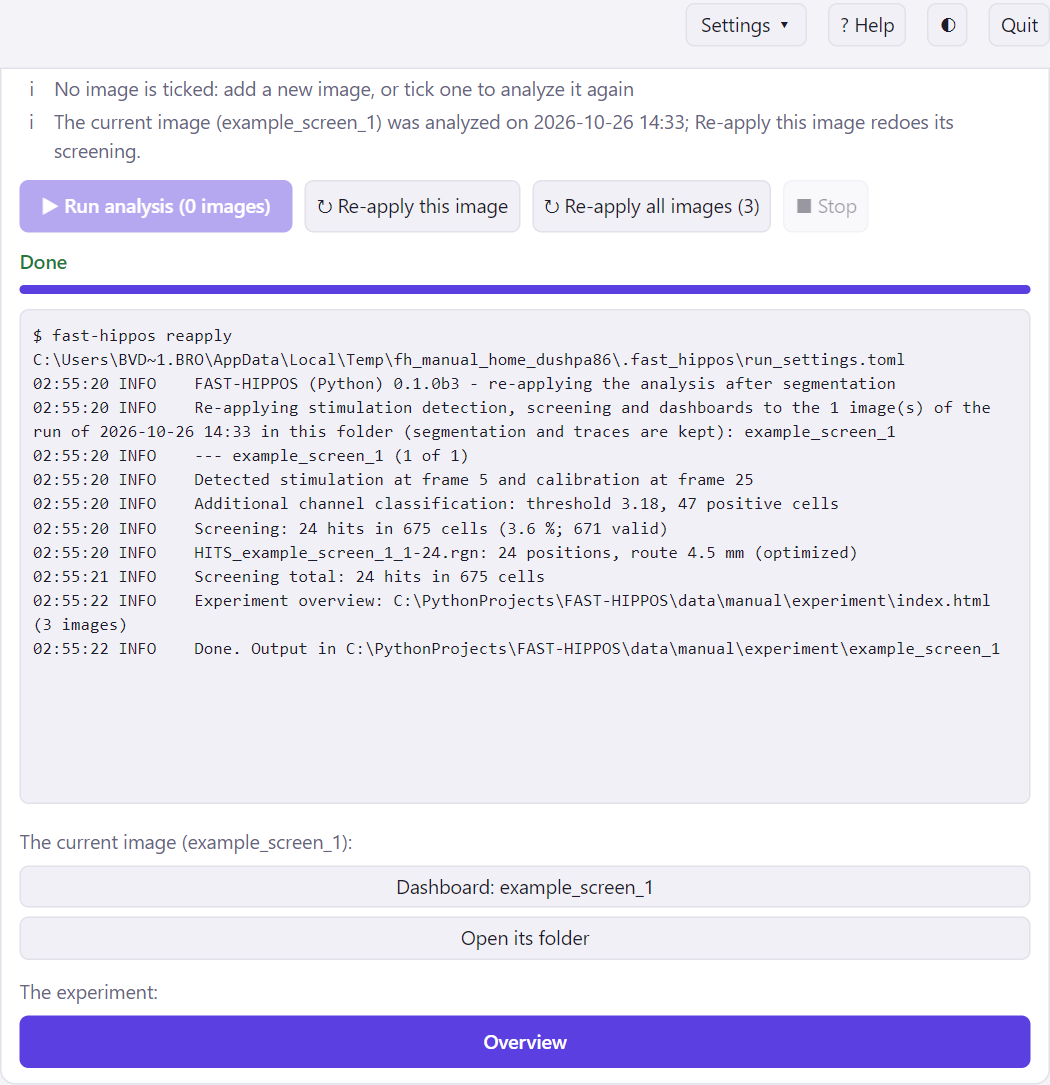 Settings ▼
? Help
◐
Quit
i No image is ticked: add a new image, or tick one to analyze it again
i The current image (example_screen_1) was analyzed on 2026-10-26 14:33; Re-apply this image redoes its
screening.
▶ Run analysis (0 images)
↻ Re-apply this image
↻ Re-apply all images (3)
■ Stop
Done
$ fast-hippos reapply
C:\Users\BVD~1.BRO\AppData\Local\Temp\fh_manual_home_dushpa86\.fast_hippos\run_settings.toml
02:55:20 INFO    FAST-HIPPOS (Python) 0.1.0b3 - re-applying the analysis after segmentation
02:55:20 INFO    Re-applying stimulation detection, screening and dashboards to the 1 image(s) of the
run of 2026-10-26 14:33 in this folder (segmentation and traces are kept): example_screen_1
02:55:20 INFO    --- example_screen_1 (1 of 1)
02:55:20 INFO    Detected stimulation at frame 5 and calibration at frame 25
02:55:20 INFO    Additional channel classification: threshold 3.18, 47 positive cells
02:55:20 INFO    Screening: 24 hits in 675 cells (3.6 %; 671 valid)
02:55:20 INFO    HITS_example_screen_1_1-24.rgn: 24 positions, route 4.5 mm (optimized)
02:55:21 INFO    Screening total: 24 hits in 675 cells
02:55:22 INFO    Experiment overview: C:\PythonProjects\FAST-HIPPOS\data\manual\experiment\index.html
(3 images)
02:55:22 INFO    Done. Output in C:\PythonProjects\FAST-HIPPOS\data\manual\experiment\example_screen_1
The current image (example_screen_1):
Dashboard: example_screen_1
Open its folder
The experiment:
Overview